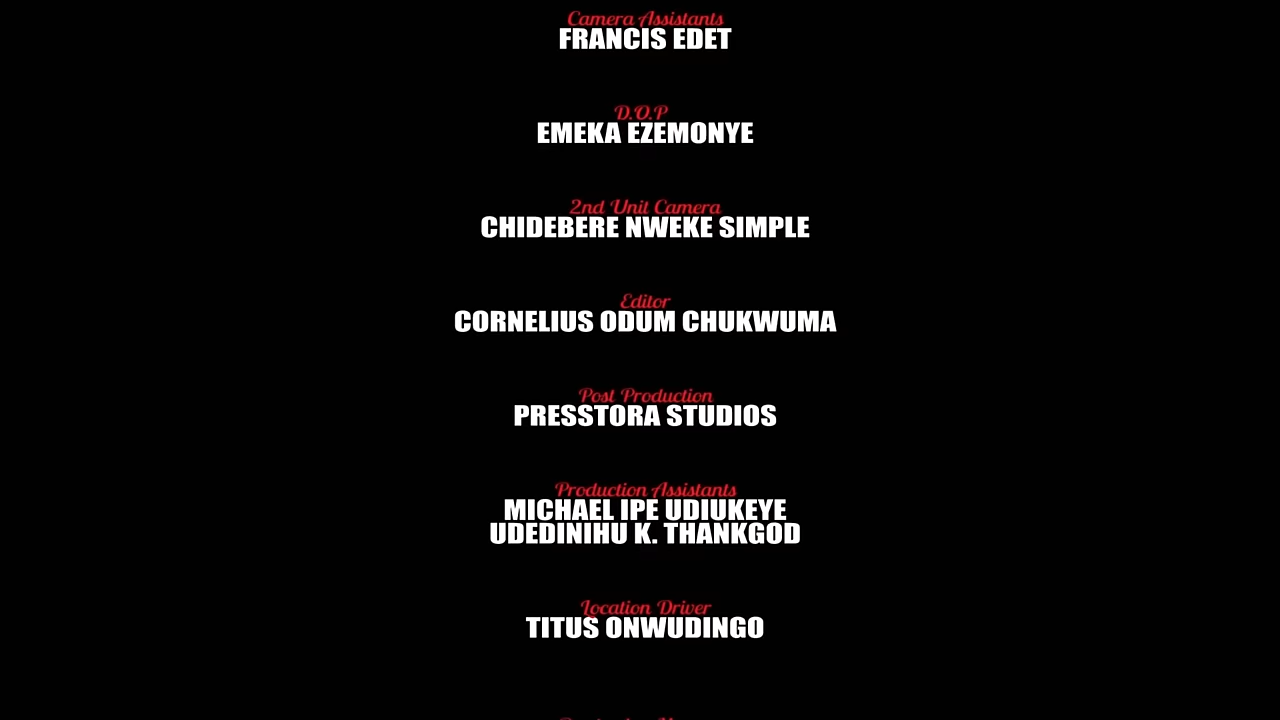 Camera Assistants
FRANCIS EDET
D.O.P
EMEKA EZEMONYE
2nd Unit Camera
CHIDEBERE NWEKE SIMPLE
Editor
CORNELIUS ODUM CHUKWUMA
Post Production
PRESSTORA STUDIOS
Production Assistants
MICHAEL IPE UDIUKEYE
UDEDINIHU K. THANKGOD
Location Driver
TITUS ONWUDINGO